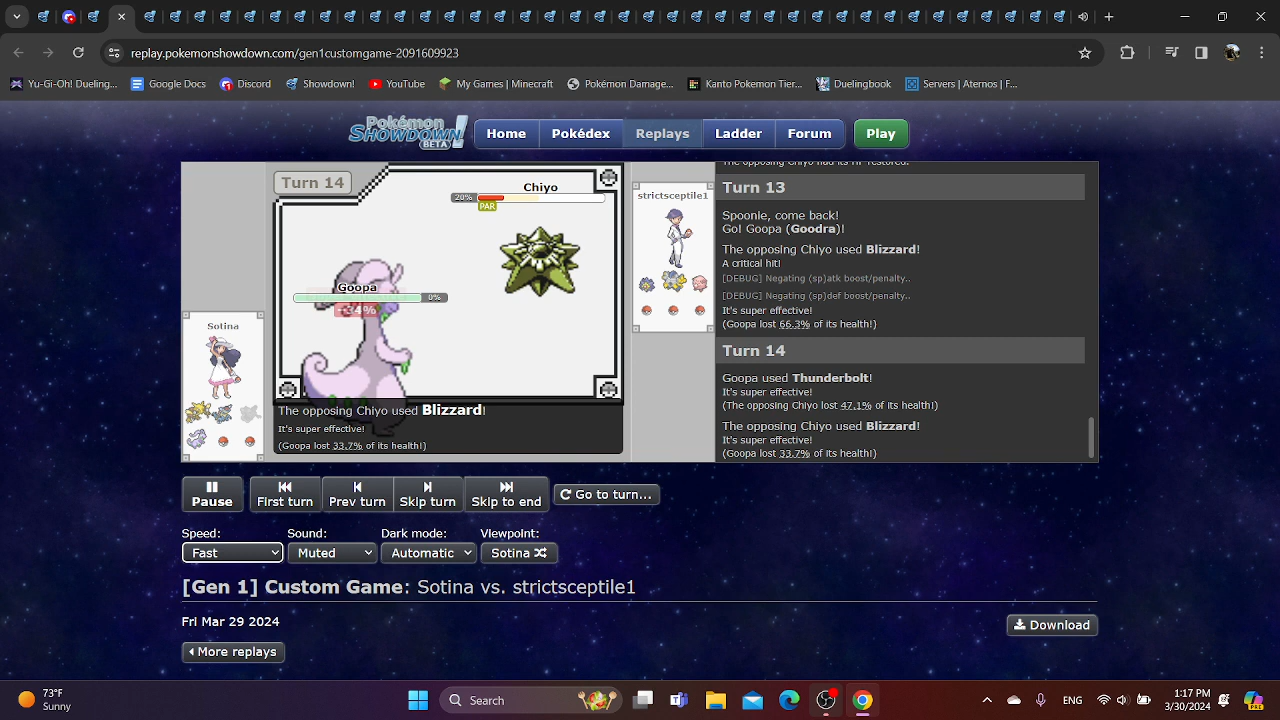 replay.pokemonshowdown.com/gen1customgame-2091609923
Yu-Gi-Oh! Dueling...
Google Docs
Discord
Showdown!
YouTube
My Games | Minecraft
Pokémon Damage...
Kanto Pokemon Tier...
Duelingbook
Servers | Aternos | F...
Pokémon SHOWDOWN! BETA
Home
Pokédex
Replays
Ladder
Forum
Play
Turn 14
Chiyo
20%
PAR
Goopa
0%
−34%
The opposing Chiyo used Blizzard!
It's super effective!
(Goopa lost 33.7% of its health!)
Sotina
strictsceptile1
The opposing Chiyo had its HP restored.
Turn 13
Spoonie, come back!
Go! Goopa (Goodra)!
The opposing Chiyo used Blizzard!
A critical hit!
[DEBUG] Negating (sp)atk boost/penalty..
[DEBUG] Negating (sp)def boost/penalty..
It's super effective!
(Goopa lost 66.3% of its health!)
Turn 14
Goopa used Thunderbolt!
It's super effective!
(The opposing Chiyo lost 47.1% of its health!)
The opposing Chiyo used Blizzard!
It's super effective!
(Goopa lost 33.7% of its health!)
Pause
First turn
Prev turn
Skip turn
Skip to end
Go to turn...
Speed:
Sound:
Dark mode:
Viewpoint:
Fast
Muted
Automatic
Sotina
[Gen 1] Custom Game: Sotina vs. strictsceptile1
Fri Mar 29 2024
Download
More replays
73°F
Sunny
Search
ENG
1:17 PM
3/30/2024
PRE